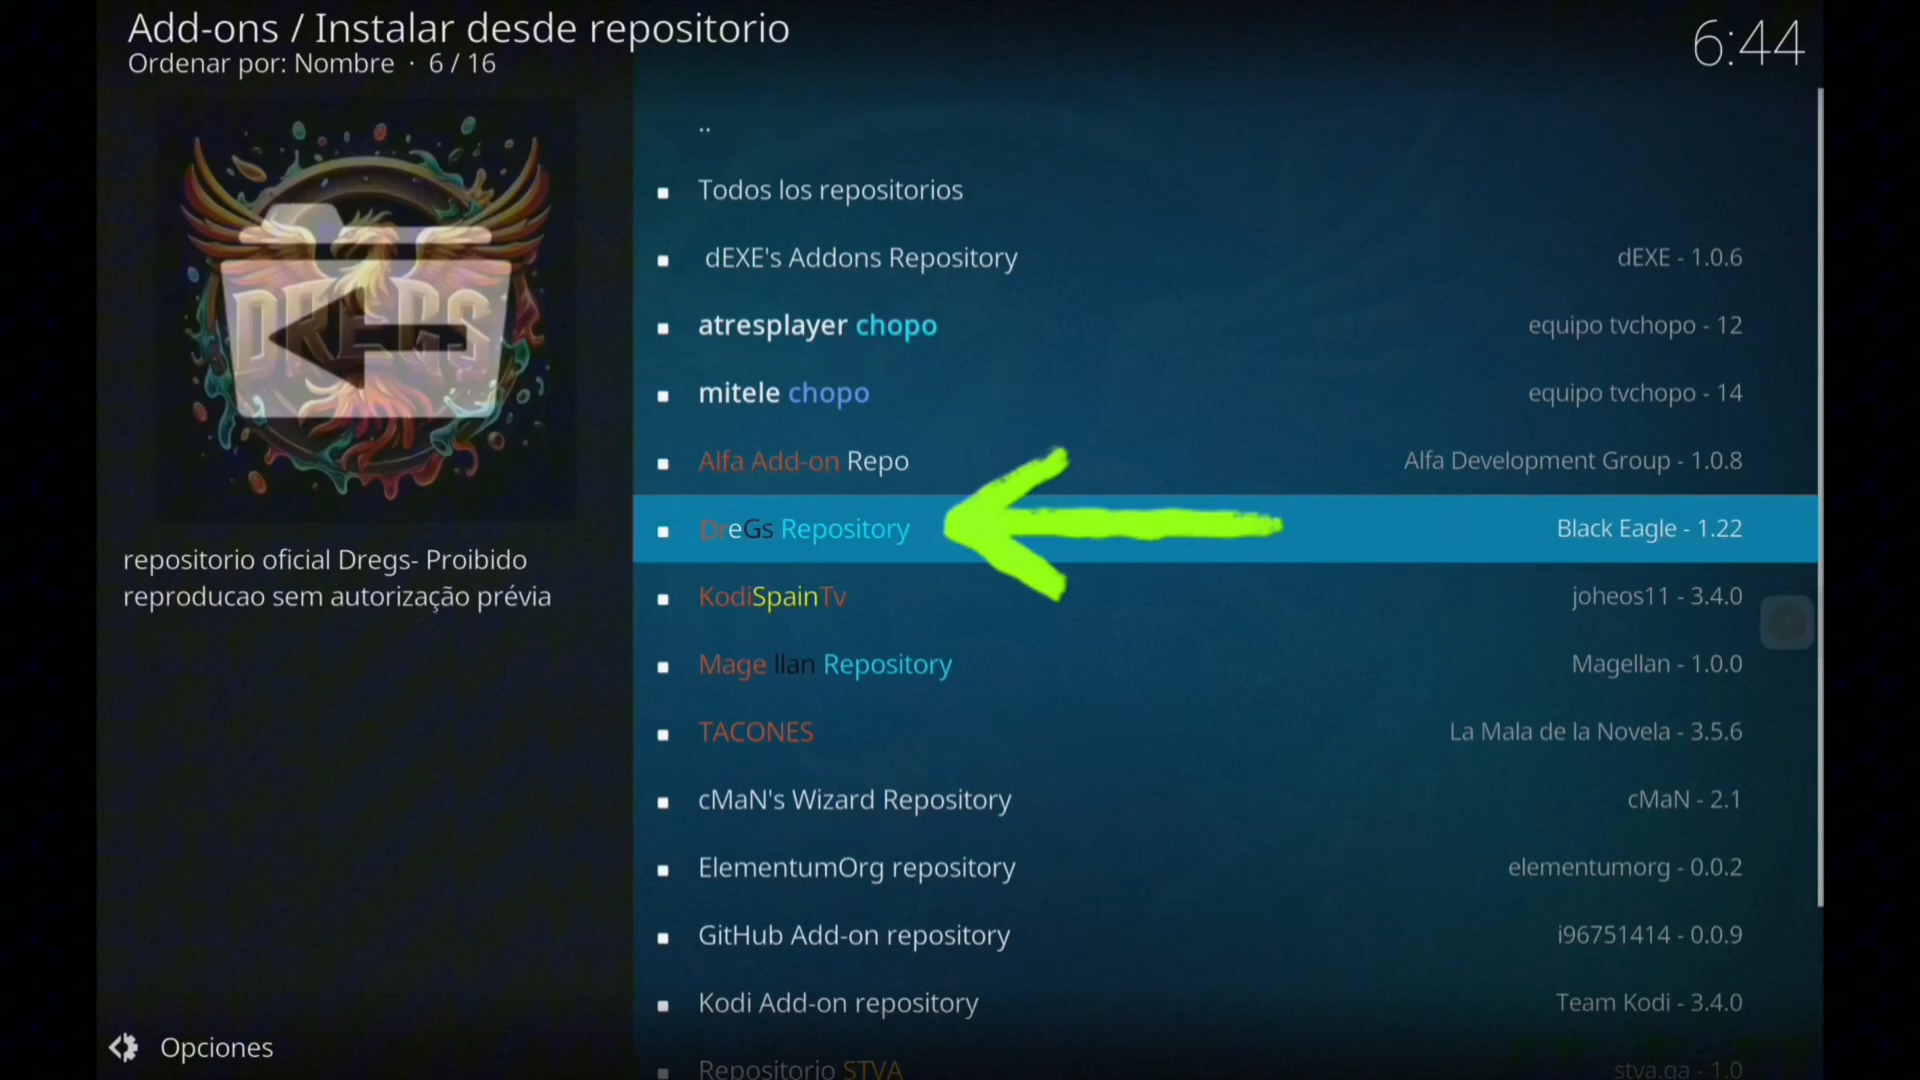 Add-ons / Instalar desde repositorio
Ordenar por: Nombre · 6 / 16
6:44
DREGS
repositorio oficial Dregs- Proibido
reproducao sem autorização prévia
..
Todos los repositorios
dEXE's Addons Repository dEXE - 1.0.6
atresplayer chopo equipo tvchopo - 12
mitele chopo equipo tvchopo - 14
Alfa Add-on Repo Alfa Development Group - 1.0.8
DreGs Repository Black Eagle - 1.22
KodiSpainTv joheos11 - 3.4.0
Mage llan Repository Magellan - 1.0.0
TACONES La Mala de la Novela - 3.5.6
cMaN's Wizard Repository cMaN - 2.1
ElementumOrg repository elementumorg - 0.0.2
GitHub Add-on repository i96751414 - 0.0.9
Kodi Add-on repository Team Kodi - 3.4.0
Repositorio STVA stva.ga - 1.0
Opciones